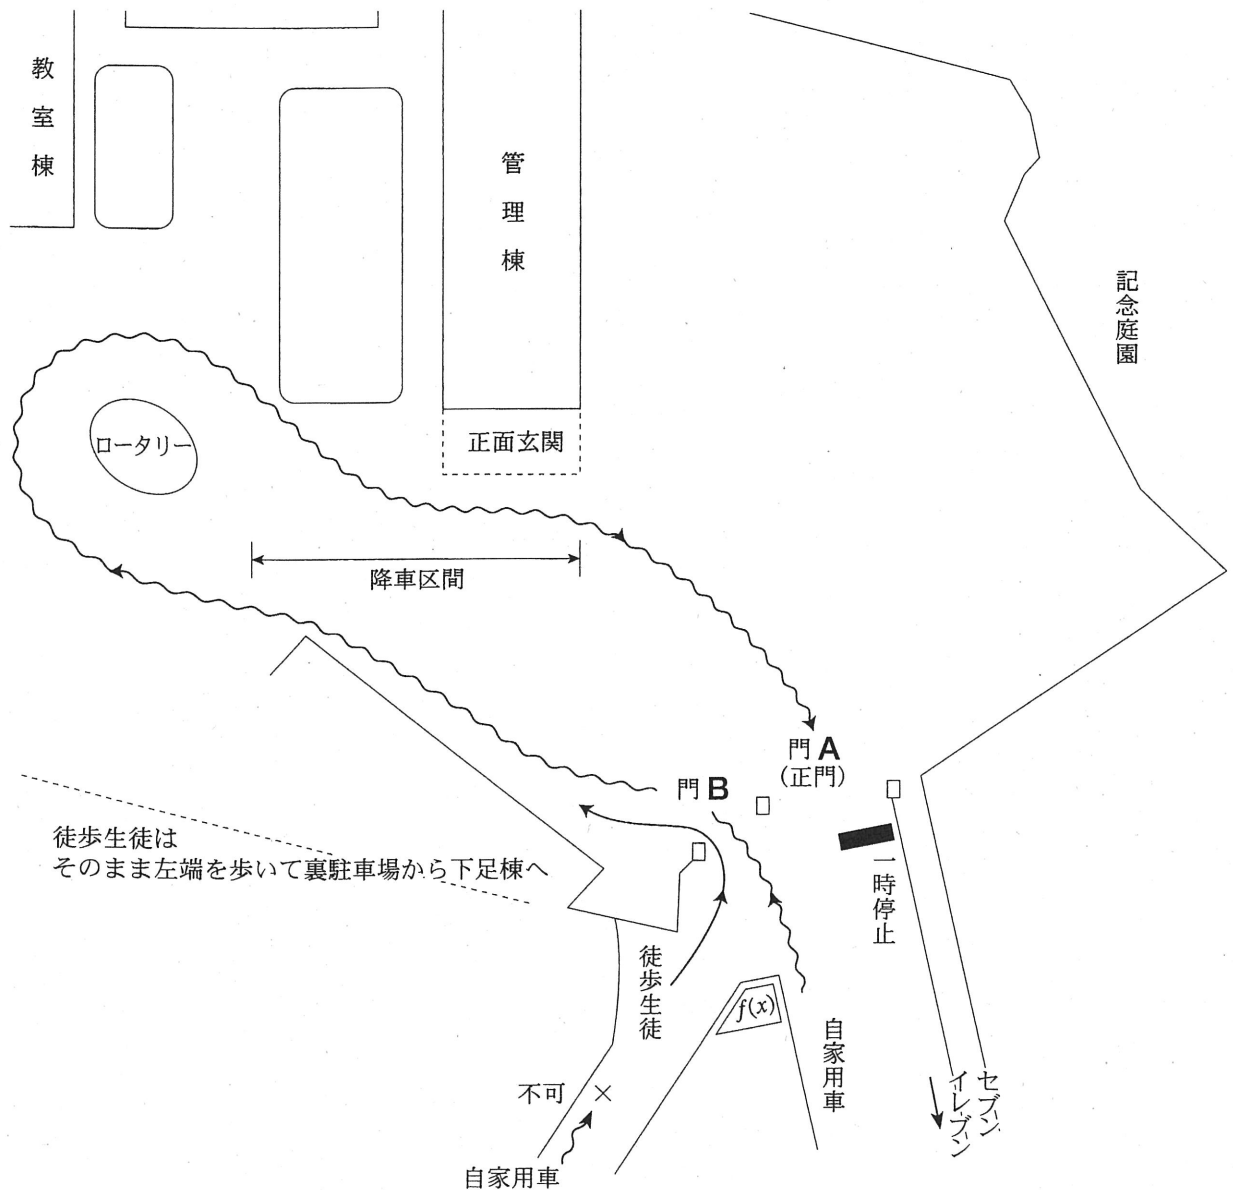 教室棟
管理棟
記念庭園
ロータリー
正面玄関
降車区間
門 A
(正門)
門 B
徒歩生徒は
そのまま左端を歩いて裏駐車場から下足棟へ
一時停止
徒歩生徒
f(x)
自家用車
不可 ×
自家用車
セブン
イレブン